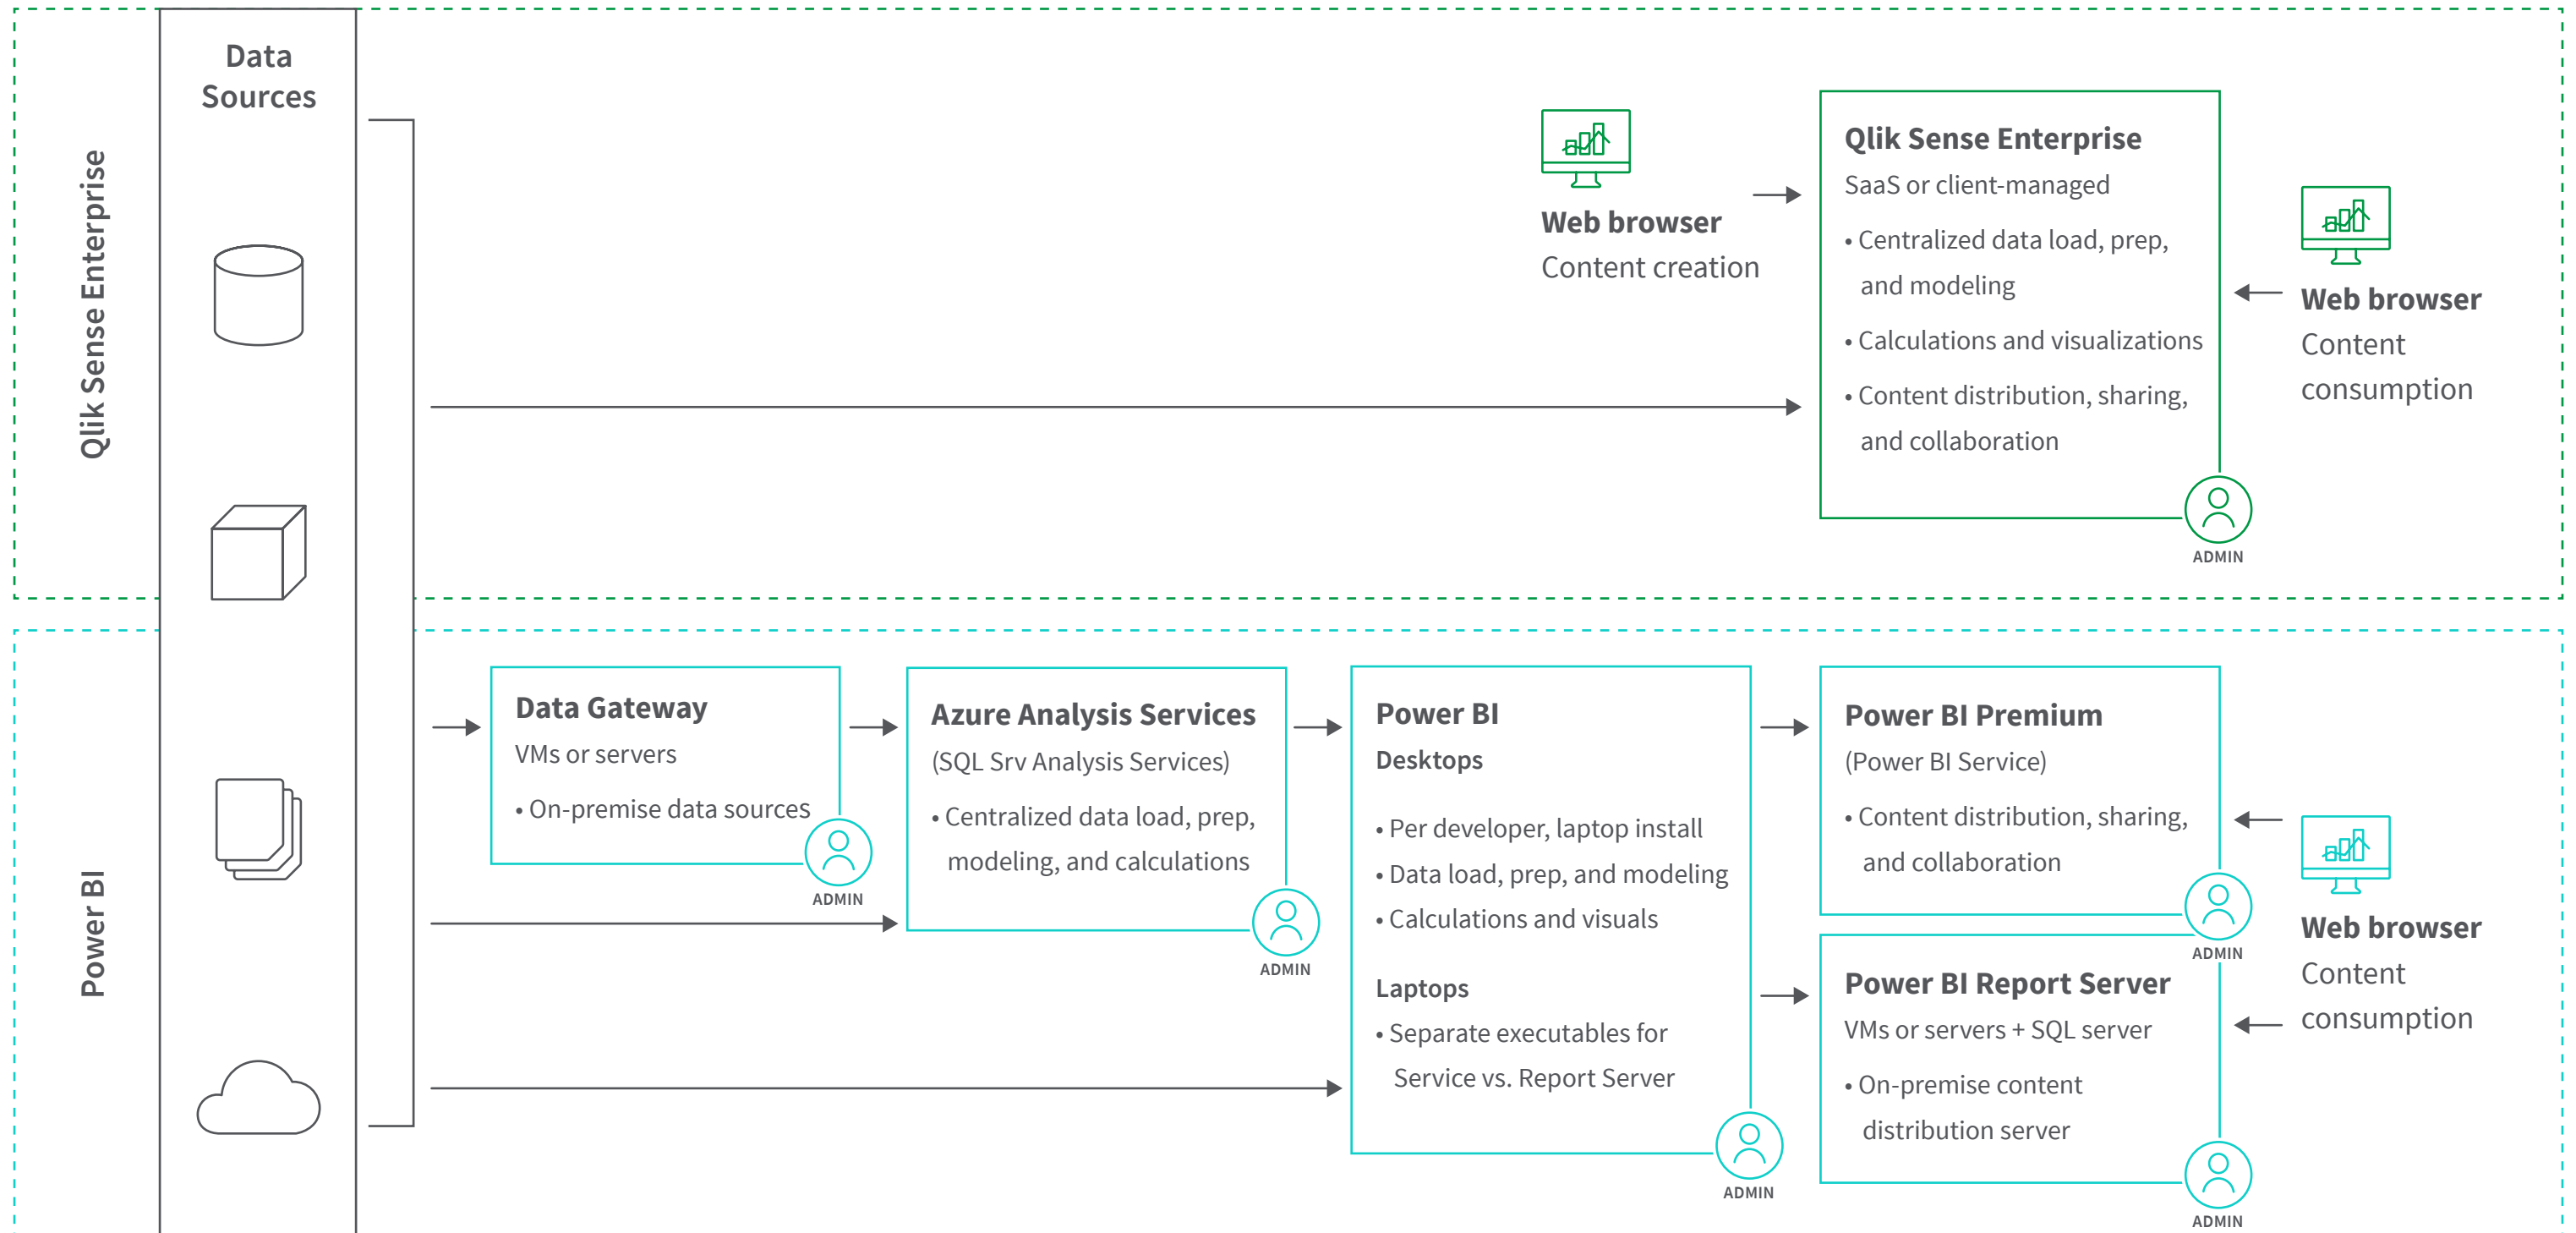 Data
Sources
Qlik Sense Enterprise
Web browser
Content creation
Qlik Sense Enterprise
SaaS or client-managed
• Centralized data load, prep,
and modeling
• Calculations and visualizations
• Content distribution, sharing,
and collaboration
ADMIN
Web browser
Content
consumption
Power BI
Data Gateway
VMs or servers
• On-premise data sources
ADMIN
Azure Analysis Services
(SQL Srv Analysis Services)
• Centralized data load, prep,
modeling, and calculations
ADMIN
Power BI
Desktops
• Per developer, laptop install
• Data load, prep, and modeling
• Calculations and visuals
Laptops
• Separate executables for
Service vs. Report Server
ADMIN
Power BI Premium
(Power BI Service)
• Content distribution, sharing,
and collaboration
ADMIN
Power BI Report Server
VMs or servers + SQL server
• On-premise content
distribution server
ADMIN
Web browser
Content
consumption